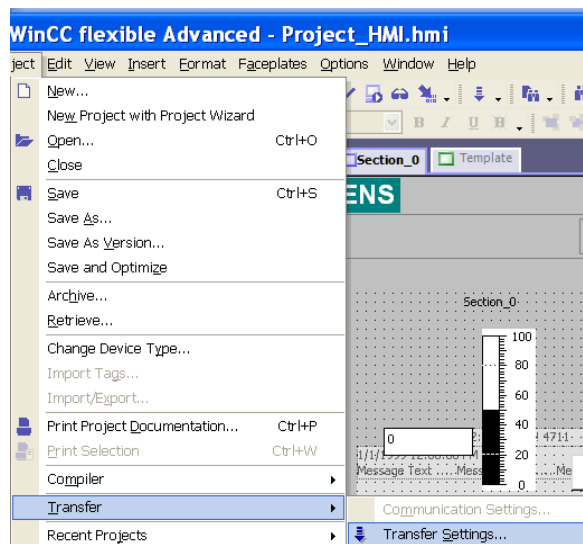 WinCC flexible Advanced - Project_HMI.hmi
ject Edit View Insert Format Faceplates Options Window Help
New...
New Project with Project Wizard
B I U
Open... Ctrl+O
Close
Section_0 Template
Save Ctrl+S
ENS
Save As...
Save As Version...
Save and Optimize
Archive...
Section_0
Retrieve...
100
Change Device Type...
80
Import Tags...
60
Import/Export...
40
Print Project Documentation... Ctrl+P
0
471-1
Print Selection Ctrl+W
20
Message Text .....
Compiler
0
Transfer
Communication Settings...
Recent Projects
Transfer Settings...